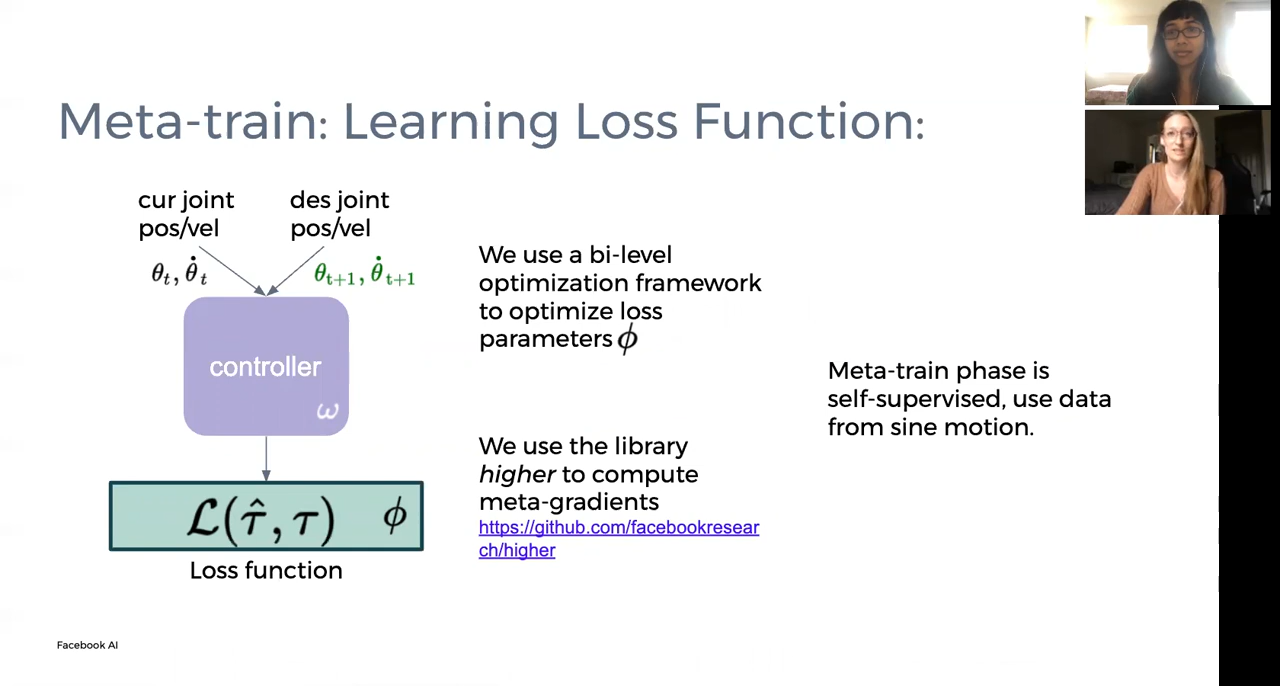 Meta-train: Learning Loss Function:
cur joint
pos/vel
des joint
pos/vel
θt, θ̇t
θt+1, θ̇t+1
controller
ω
ℒ(τ̂, τ) ϕ
Loss function
We use a bi-level
optimization framework
to optimize loss
parameters ϕ
We use the library
higher to compute
meta-gradients
https://github.com/facebookresear
ch/higher
Meta-train phase is
self-supervised, use data
from sine motion.
Facebook AI